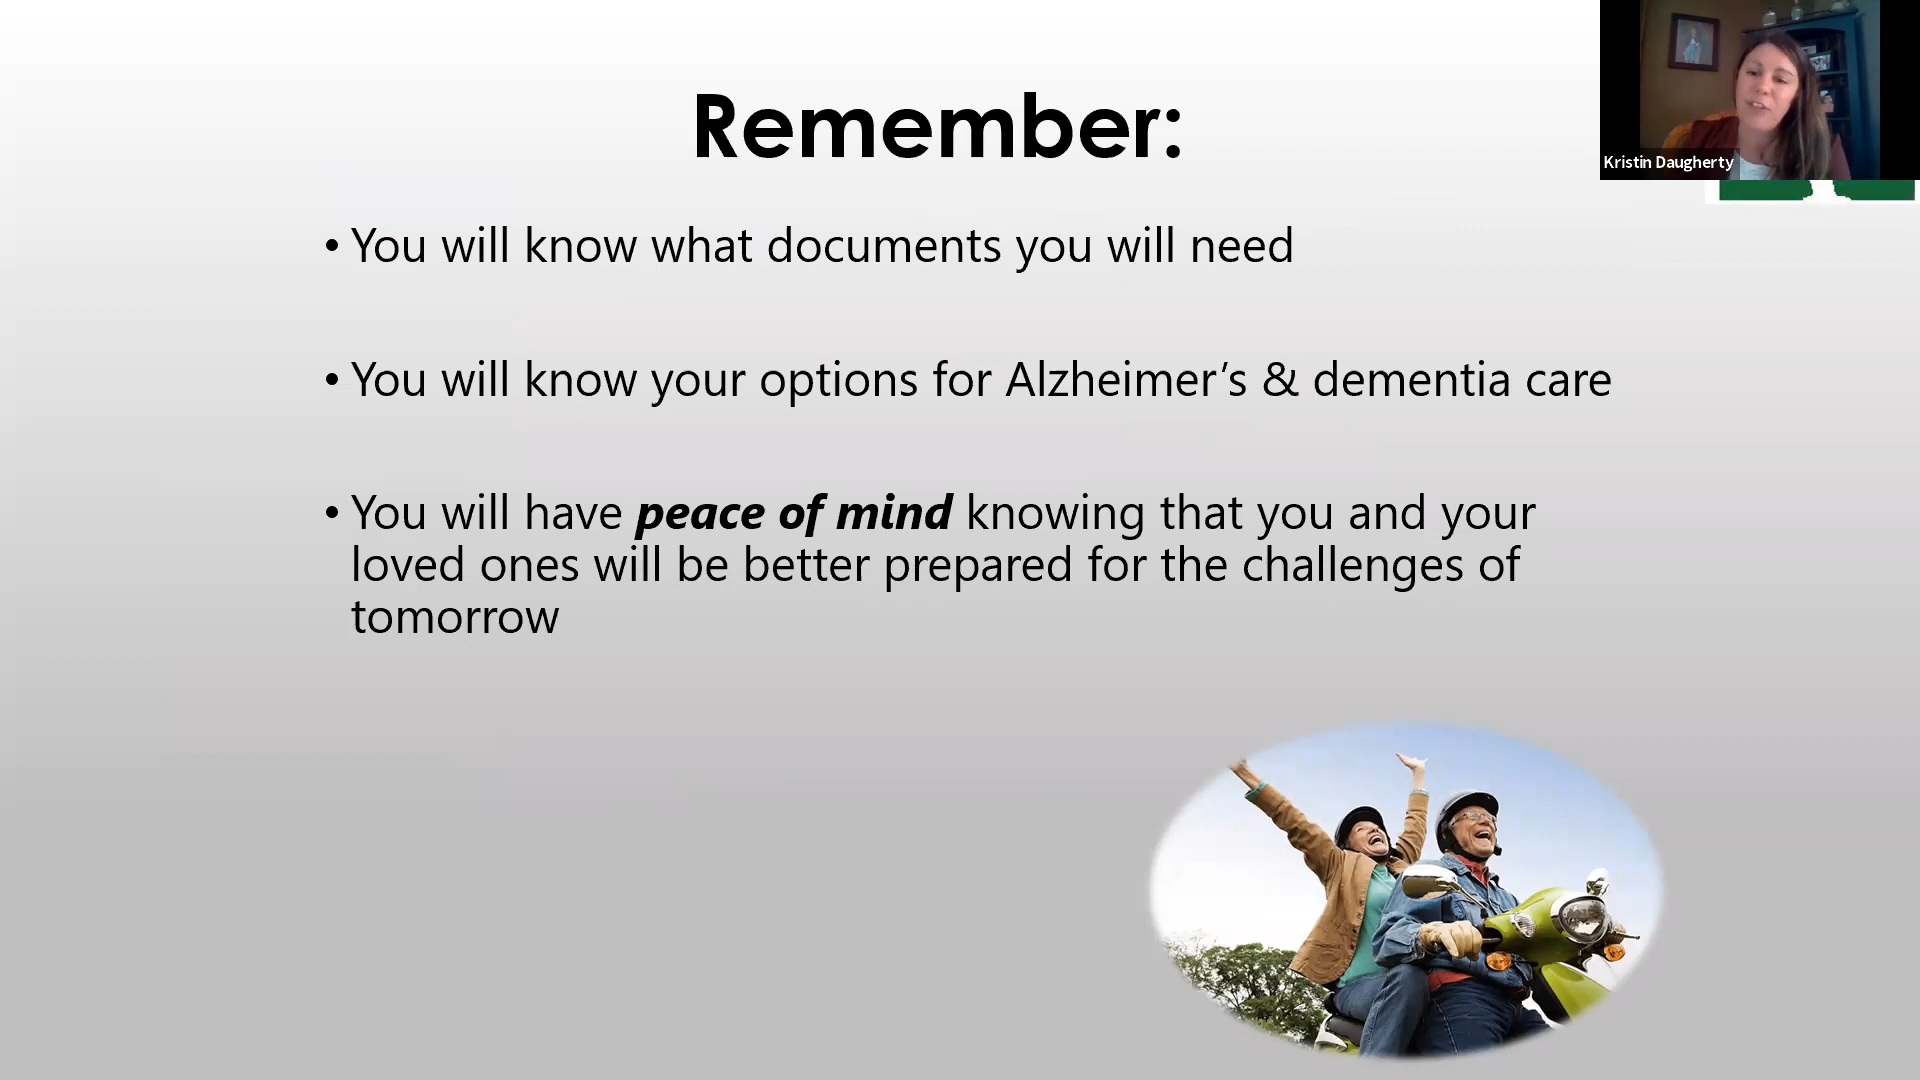 Remember:
Kristin Daugherty
• You will know what documents you will need
• You will know your options for Alzheimer’s & dementia care
• You will have peace of mind knowing that you and your
loved ones will be better prepared for the challenges of
tomorrow